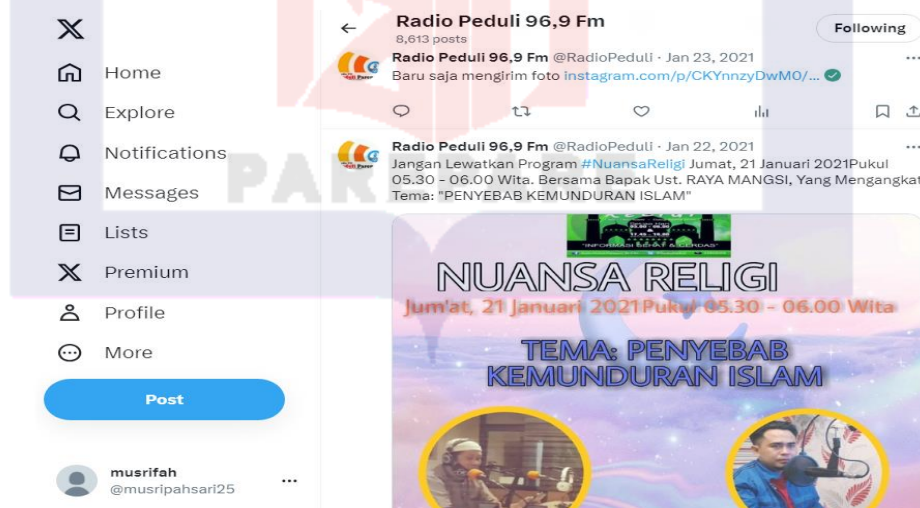 Home
Explore
Notifications
Messages
Lists
Premium
Profile
More
Post
musrifah
@musripahsari25
Radio Peduli 96,9 Fm
8,613 posts
Following
Radio Peduli 96,9 Fm @RadioPeduli · Jan 23, 2021
Baru saja mengirim foto instagram.com/p/CKYnnzyDwM0/...
Radio Peduli 96,9 Fm @RadioPeduli · Jan 22, 2021
Jangan Lewatkan Program #NuansaReligi Jumat, 21 Januari 2021Pukul
05.30 - 06.00 Wita. Bersama Bapak Ust. RAYA MANGSI, Yang Mengangkat
Tema: "PENYEBAB KEMUNDURAN ISLAM"
"INFORMASI SEHAT & CERDAS"
NUANSA RELIGI
Jum'at, 21 Januari 2021Pukul 05.30 - 06.00 Wita
TEMA: PENYEBAB
KEMUNDURAN ISLAM